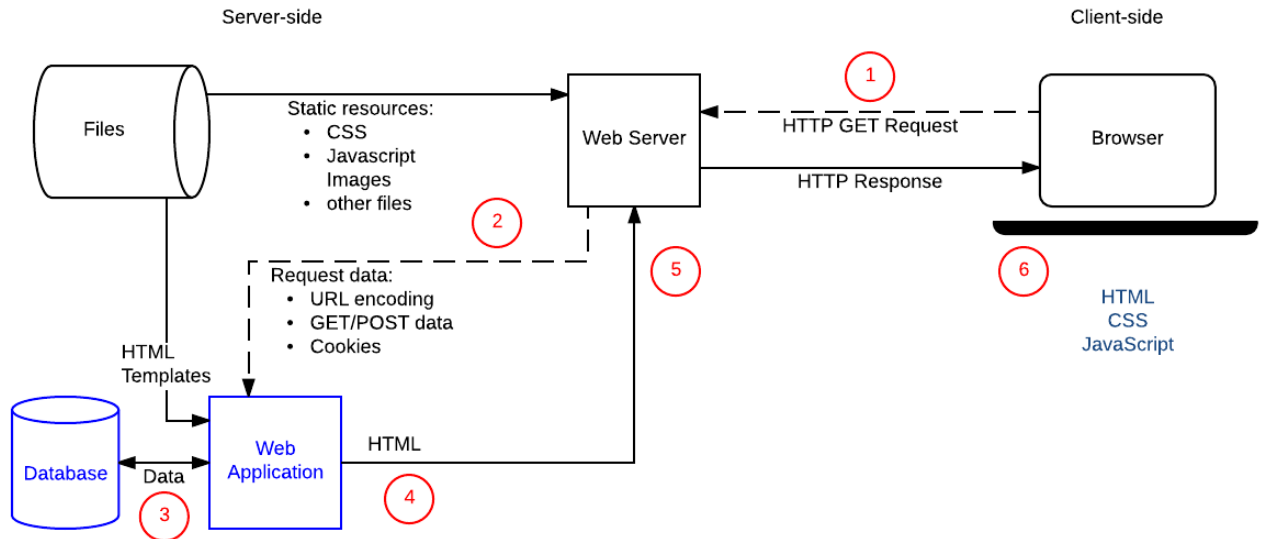 Server-side
Client-side
1
Files
Static resources:
• CSS
• Javascript
Images
• other files
Web Server
HTTP GET Request
Browser
HTTP Response
2
5
6
Request data:
• URL encoding
• GET/POST data
• Cookies
HTML
CSS
JavaScript
HTML
Templates
Database
Data
3
Web
Application
HTML
4